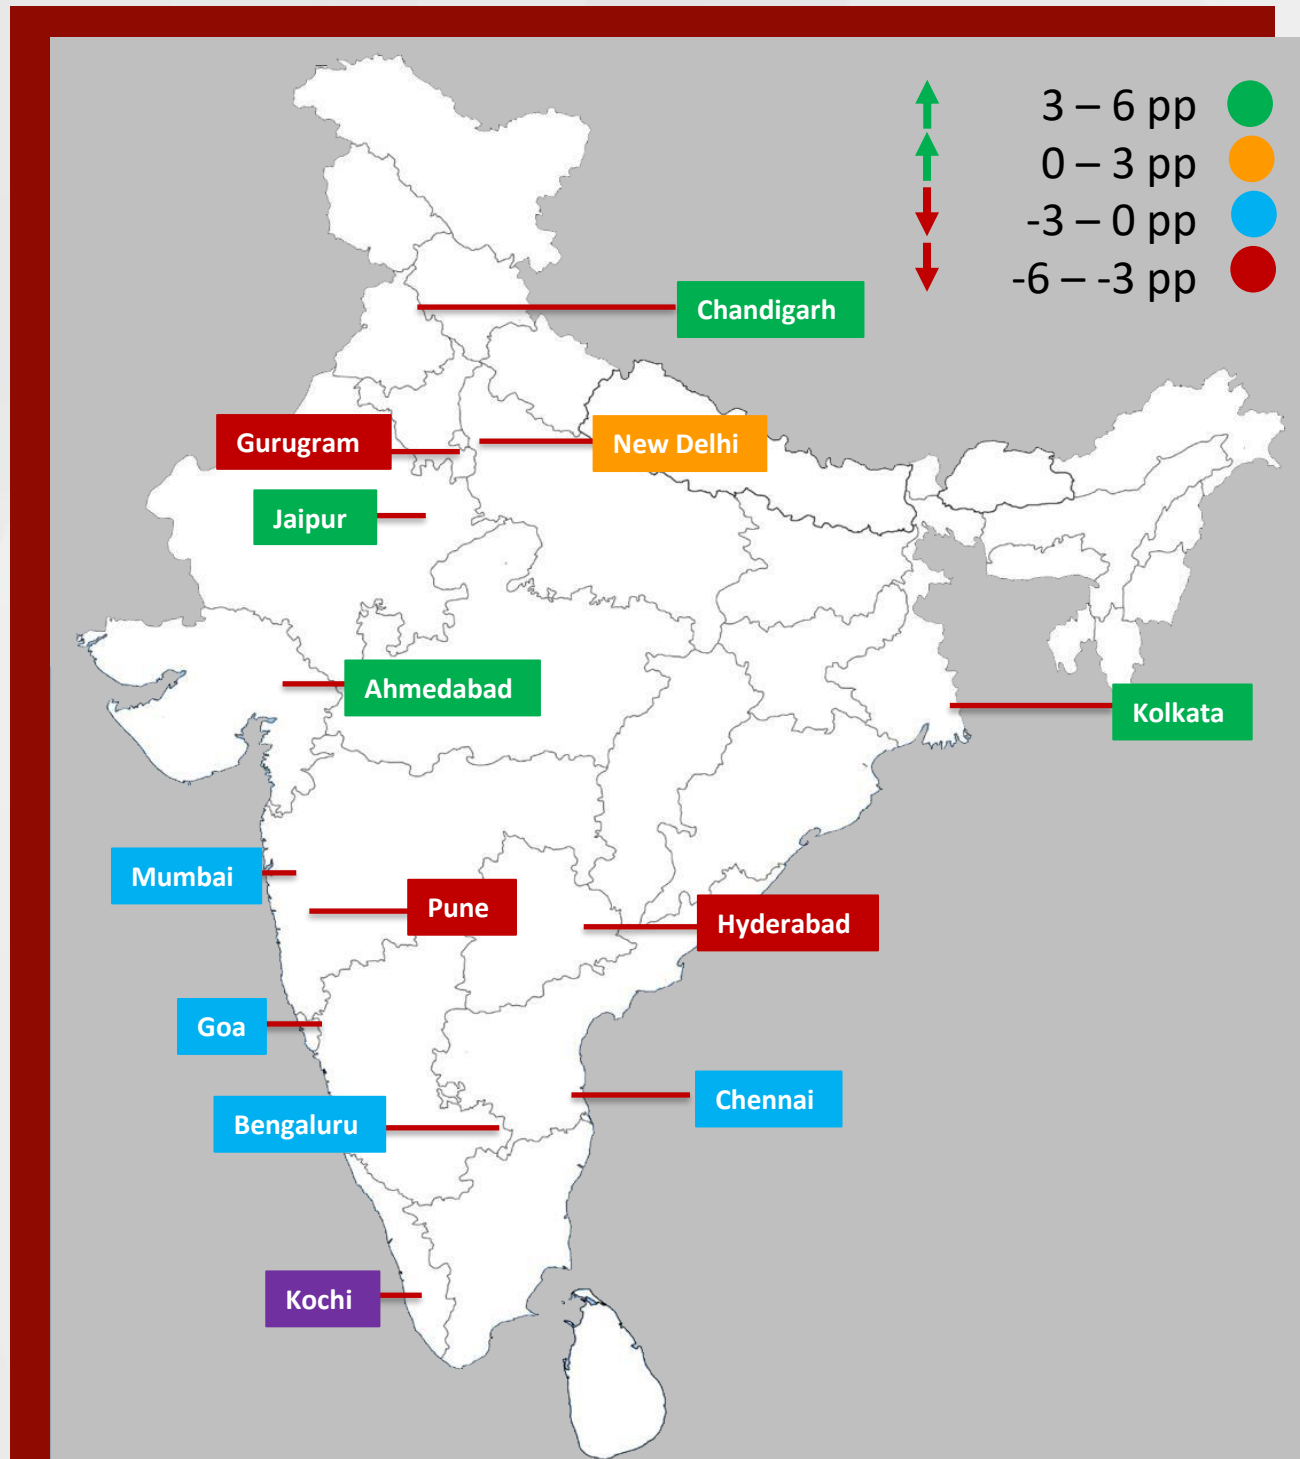 3 – 6 pp
0 – 3 pp
-3 – 0 pp
-6 – -3 pp
Chandigarh
Gurugram
New Delhi
Jaipur
Ahmedabad
Kolkata
Mumbai
Pune
Hyderabad
Goa
Chennai
Bengaluru
Kochi